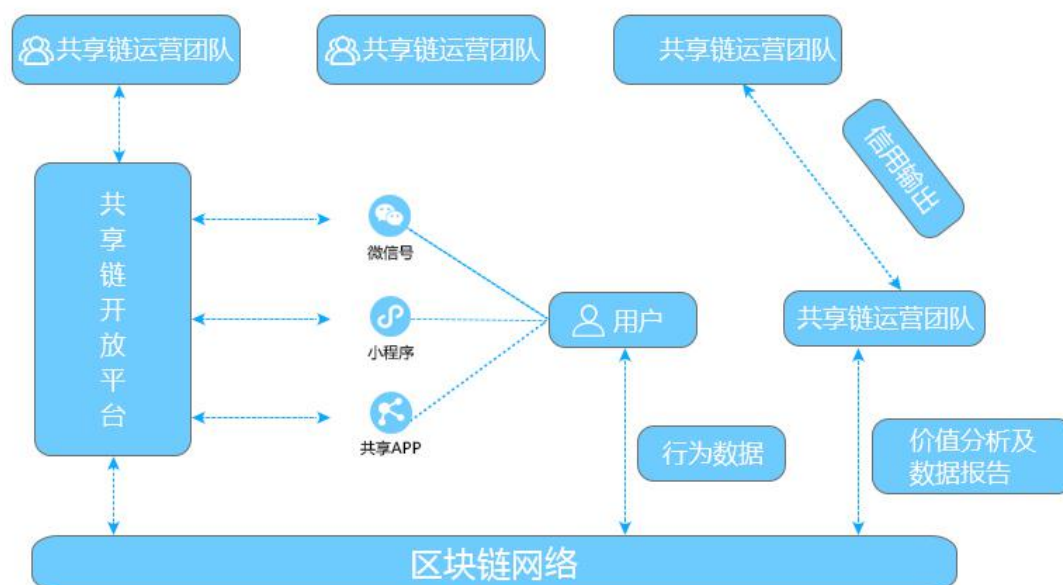 共享链运营团队
共享链运营团队
共享链运营团队
信用输出
共享链开放平台
微信号
小程序
共享APP
用户
共享链运营团队
行为数据
价值分析及
数据报告
区块链网络